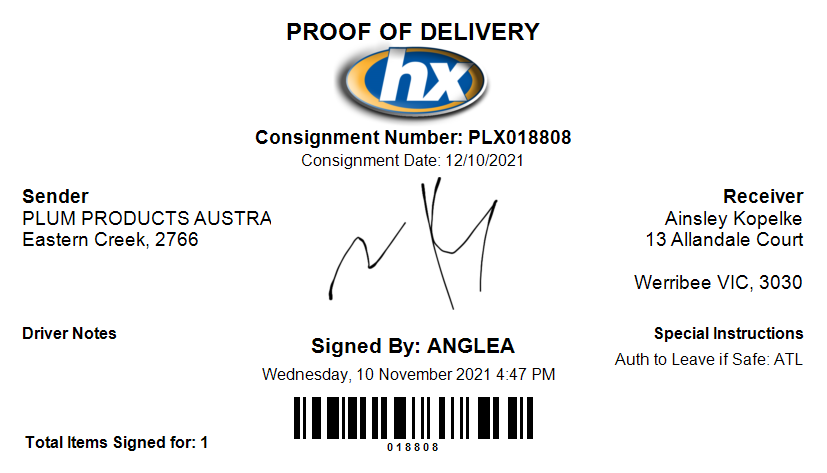 PROOF OF DELIVERY
hx
Consignment Number: PLX018808
Consignment Date: 12/10/2021
Sender
PLUM PRODUCTS AUSTRA
Eastern Creek, 2766
Receiver
Ainsley Kopelke
13 Allandale Court
Werribee VIC, 3030
Driver Notes
Signed By: ANGLEA
Wednesday, 10 November 2021 4:47 PM
Special Instructions
Auth to Leave if Safe: ATL
Total Items Signed for: 1
018808